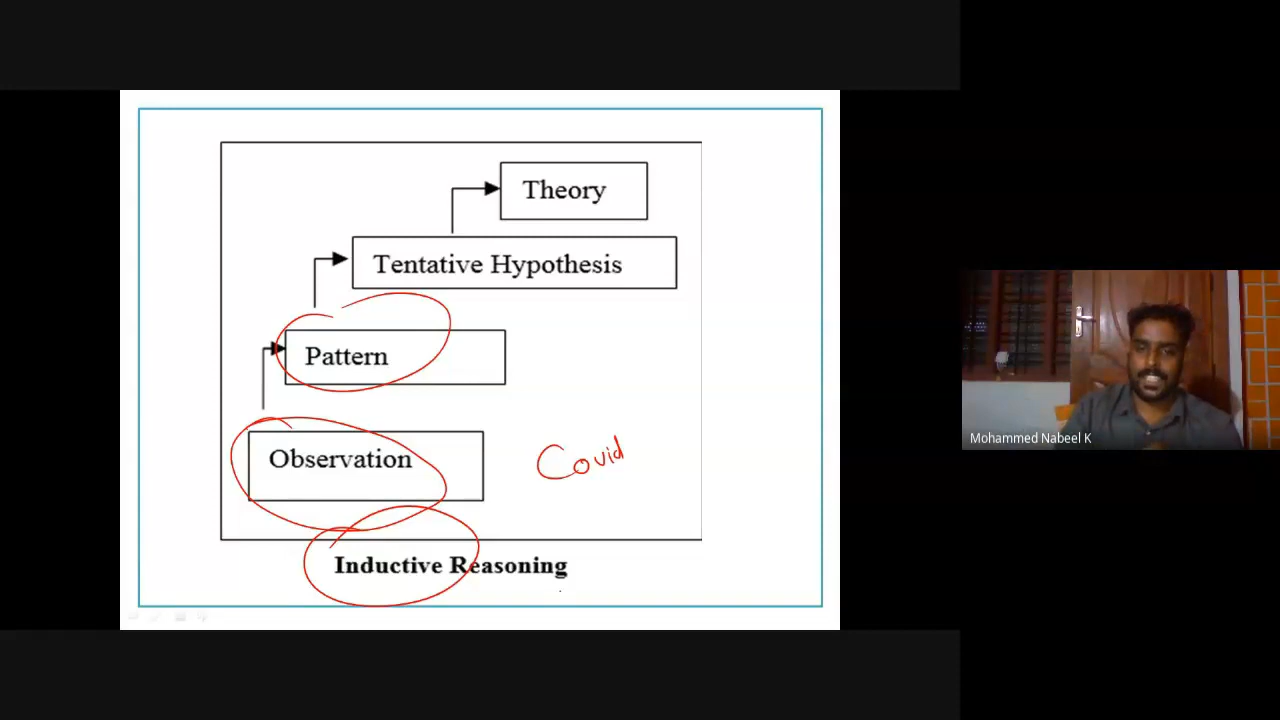 Theory
Tentative Hypothesis
Pattern
Observation
Covid
Inductive Reasoning
Mohammed Nabeel K